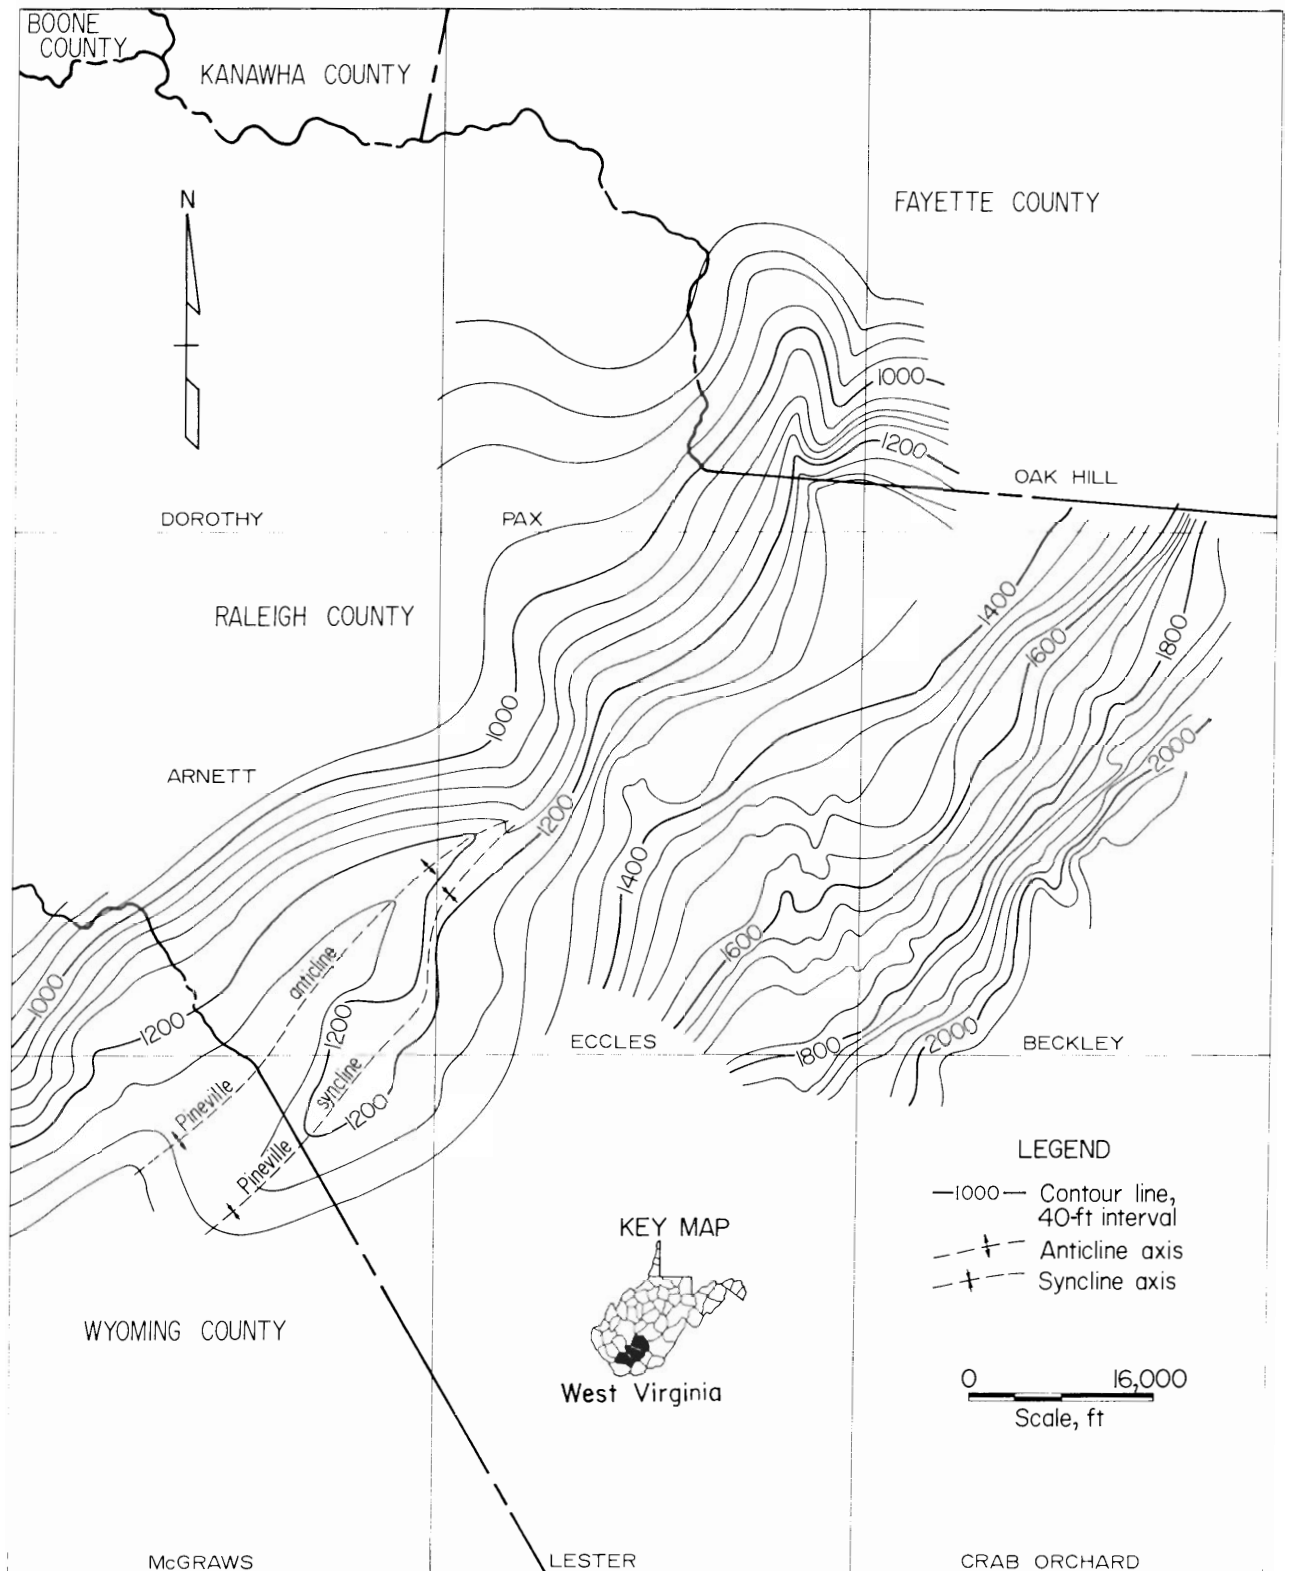 BOONE
COUNTY
KANAWHA COUNTY
N
FAYETTE COUNTY
1000
1200
OAK HILL
DOROTHY
PAX
RALEIGH COUNTY
1400
1600
1800
1000
2000
ARNETT
1200
1400
1600
anticline
1000
1200
1200
ECCLES
1800
2000
BECKLEY
syncline
Pineville
1200
Pineville
LEGEND
1000
Contour line,
40-ft interval
Anticline axis
Syncline axis
KEY MAP
West Virginia
WYOMING COUNTY
0 16,000
Scale, ft
McGRAWS
LESTER
CRAB ORCHARD